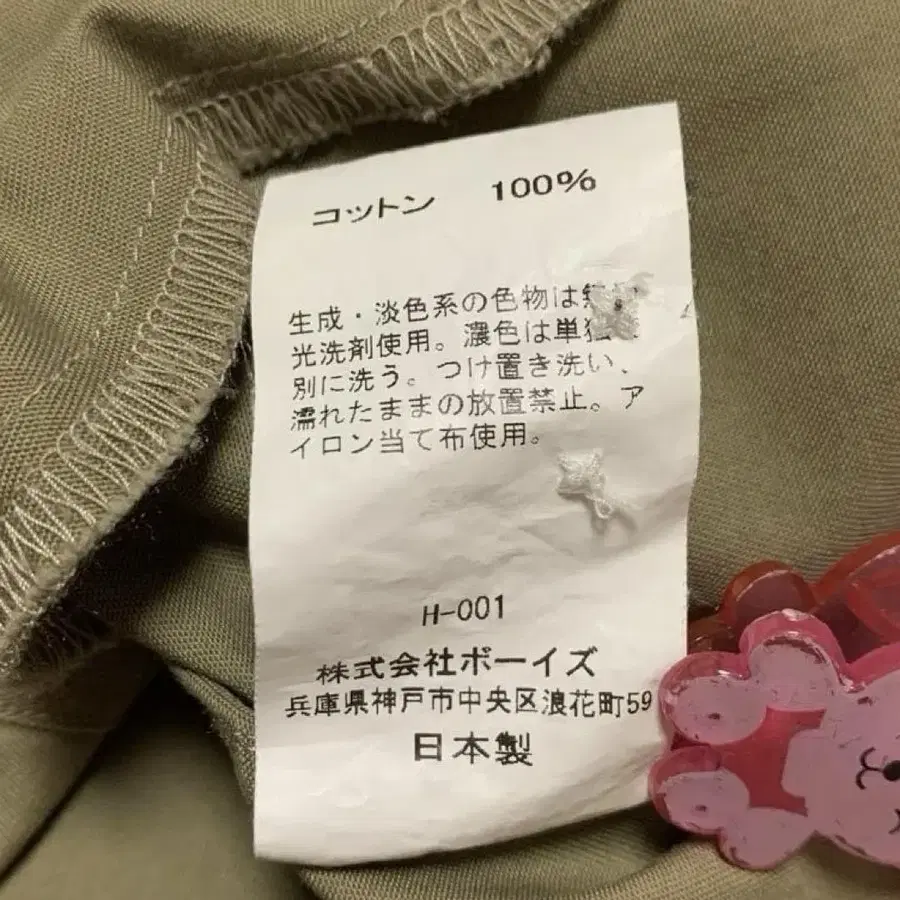 コットン 100%
生成・淡色系の色物は
光洗剤使用。濃色は単
別に洗う。つけ置き洗い、
濡れたままの放置禁止。ア
イロン当て布使用。
H-001
株式会社ボーイズ
兵庫県神戸市中央区浪花町59
日本製